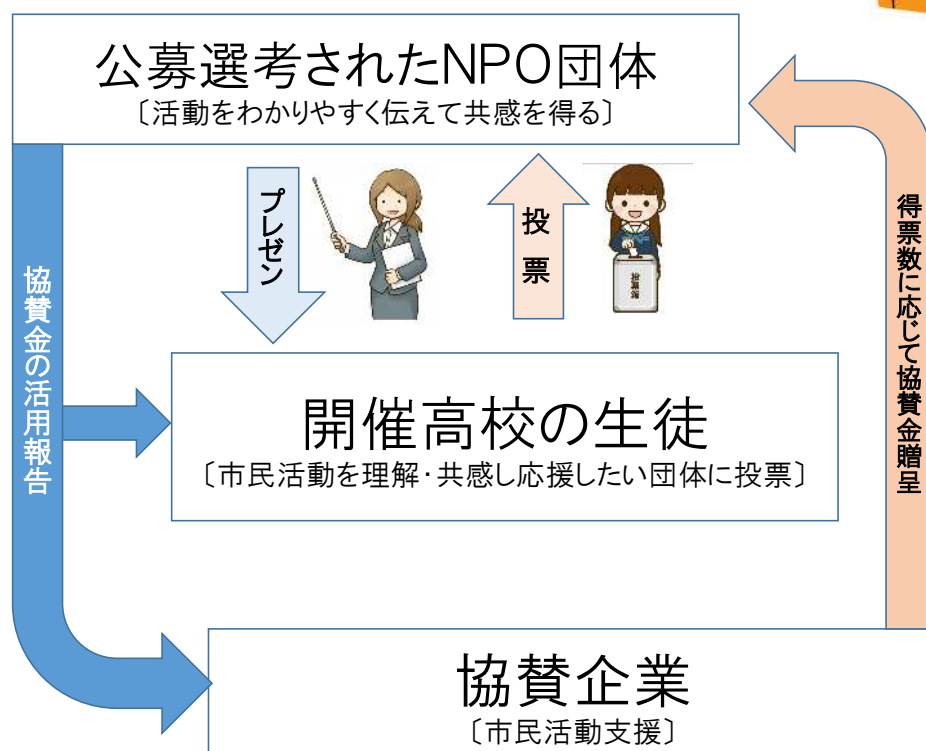 公募選考されたNPO団体
〔活動をわかりやすく伝えて共感を得る〕
プレゼン
投票
投票箱
協賛金の活用報告
得票数に応じて協賛金贈呈
開催高校の生徒
〔市民活動を理解・共感し応援したい団体に投票〕
協賛企業
〔市民活動支援〕